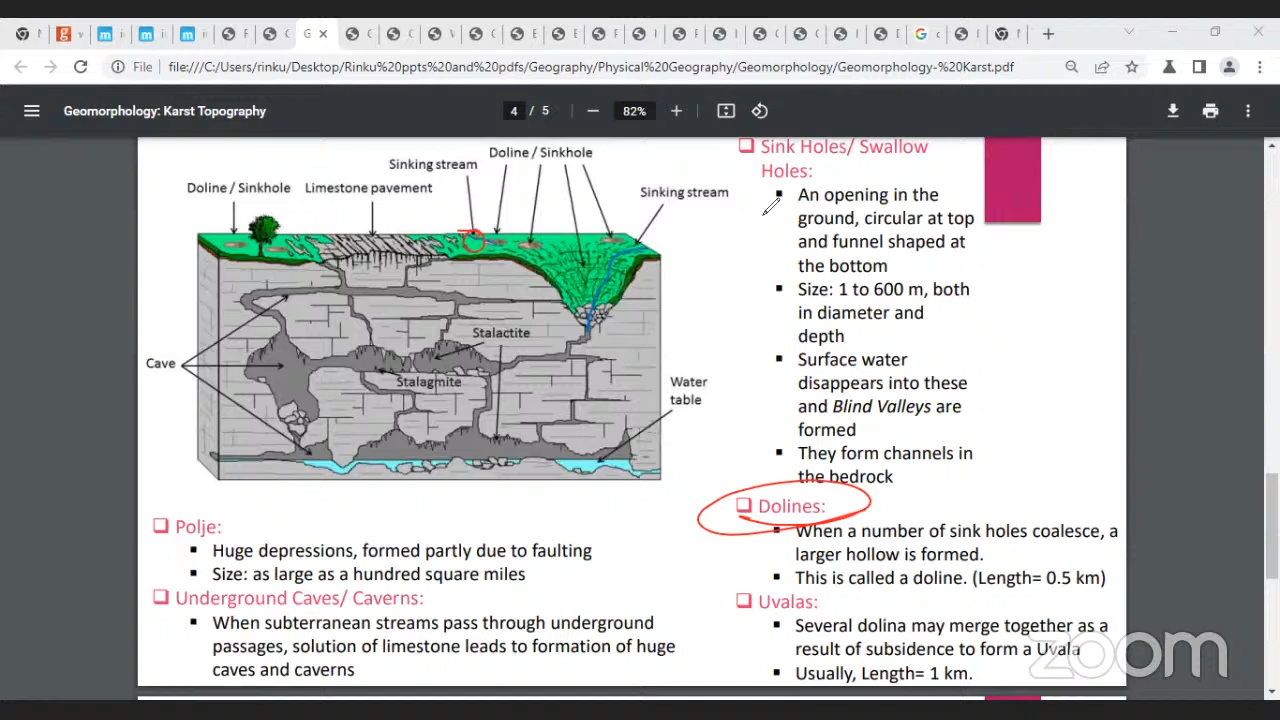 File
file:///C:/Users/rinku/Desktop/Rinku%20ppts%20and%20pdfs/Geography/Physical%20Geography/Geomorphology/Geomorphology-%20Karst.pdf
Geomorphology: Karst Topography
4 / 5
82%
Doline / Sinkhole
Sinking stream
Doline / Sinkhole
Limestone pavement
Sinking stream
Stalactite
Cave
Stalagmite
Water
table
❑ Polje:
▪ Huge depressions, formed partly due to faulting
▪ Size: as large as a hundred square miles
❑ Underground Caves/ Caverns:
▪ When subterranean streams pass through underground
passages, solution of limestone leads to formation of huge
caves and caverns
❑ Sink Holes/ Swallow
Holes:
▪ An opening in the
ground, circular at top
and funnel shaped at
the bottom
▪ Size: 1 to 600 m, both
in diameter and
depth
▪ Surface water
disappears into these
and Blind Valleys are
formed
▪ They form channels in
the bedrock
❑ Dolines:
▪ When a number of sink holes coalesce, a
larger hollow is formed.
▪ This is called a doline. (Length= 0.5 km)
❑ Uvalas:
▪ Several dolina may merge together as a
result of subsidence to form a Uvala
▪ Usually, Length= 1 km.
zoom